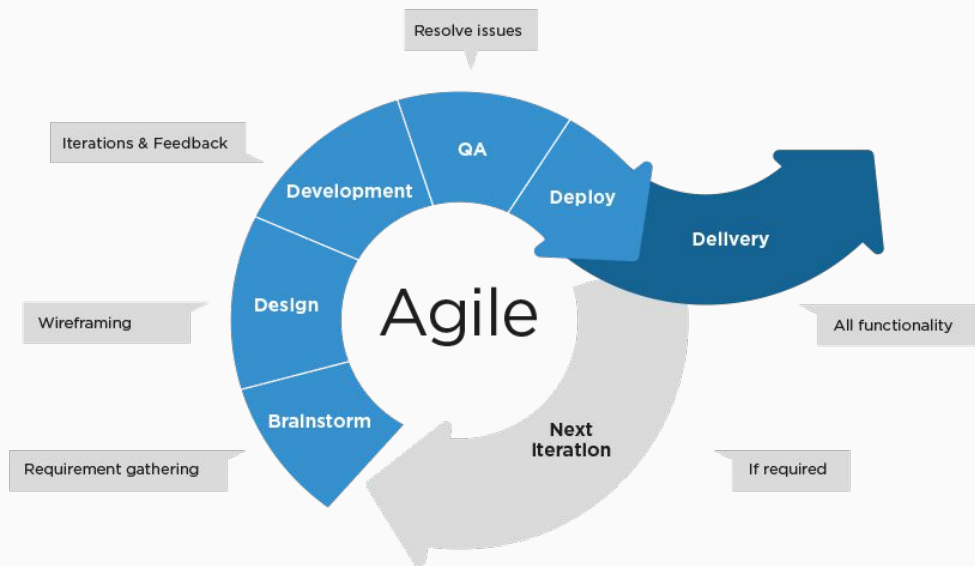 Resolve issues
Iterations & Feedback
QA
Development
Deploy
Delivery
Design
Agile
Wireframing
All functionality
Brainstorm
Next
Iteration
Requirement gathering
If required